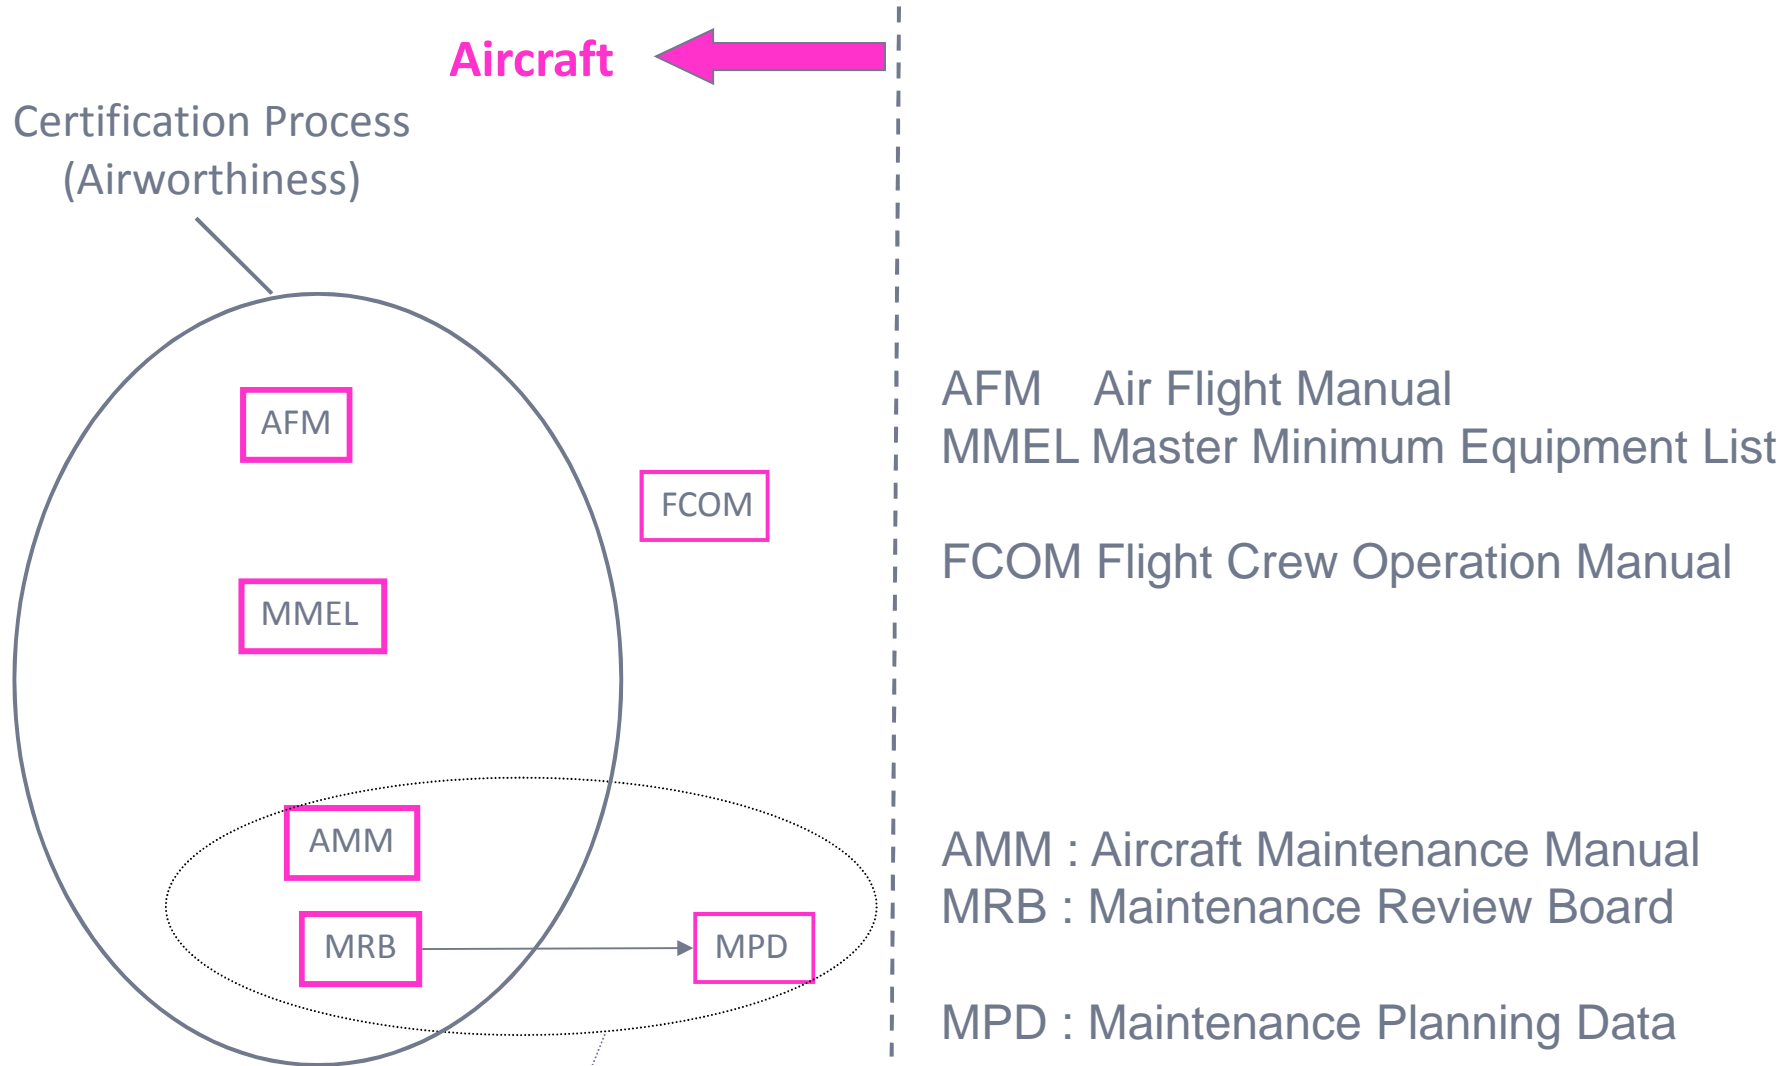 Aircraft
Certification Process
(Airworthiness)
AFM
FCOM
MMEL
AMM
MRB
MPD
AFM Air Flight Manual
MMEL Master Minimum Equipment List
FCOM Flight Crew Operation Manual
AMM : Aircraft Maintenance Manual
MRB : Maintenance Review Board
MPD : Maintenance Planning Data